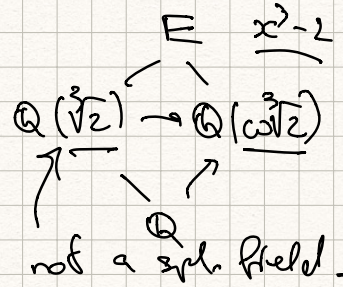 E x³-2
Q(∛2) → Q(ω∛2)
Q
not a spl. field.